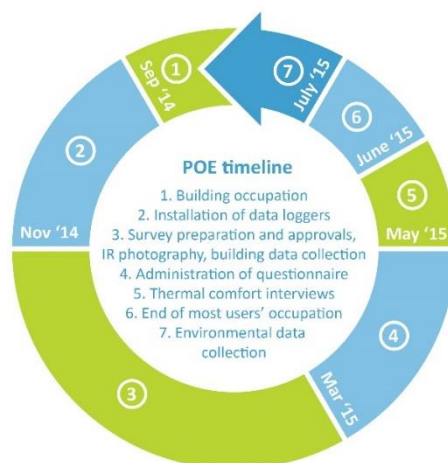 1
Sep '14
7
July '15
6
June '15
2
Nov '14
5
May '15
POE timeline
1. Building occupation
2. Installation of data loggers
3. Survey preparation and approvals,
IR photography, building data collection
4. Administration of questionnaire
5. Thermal comfort interviews
6. End of most users' occupation
7. Environmental data
collection
4
Mar '15
3